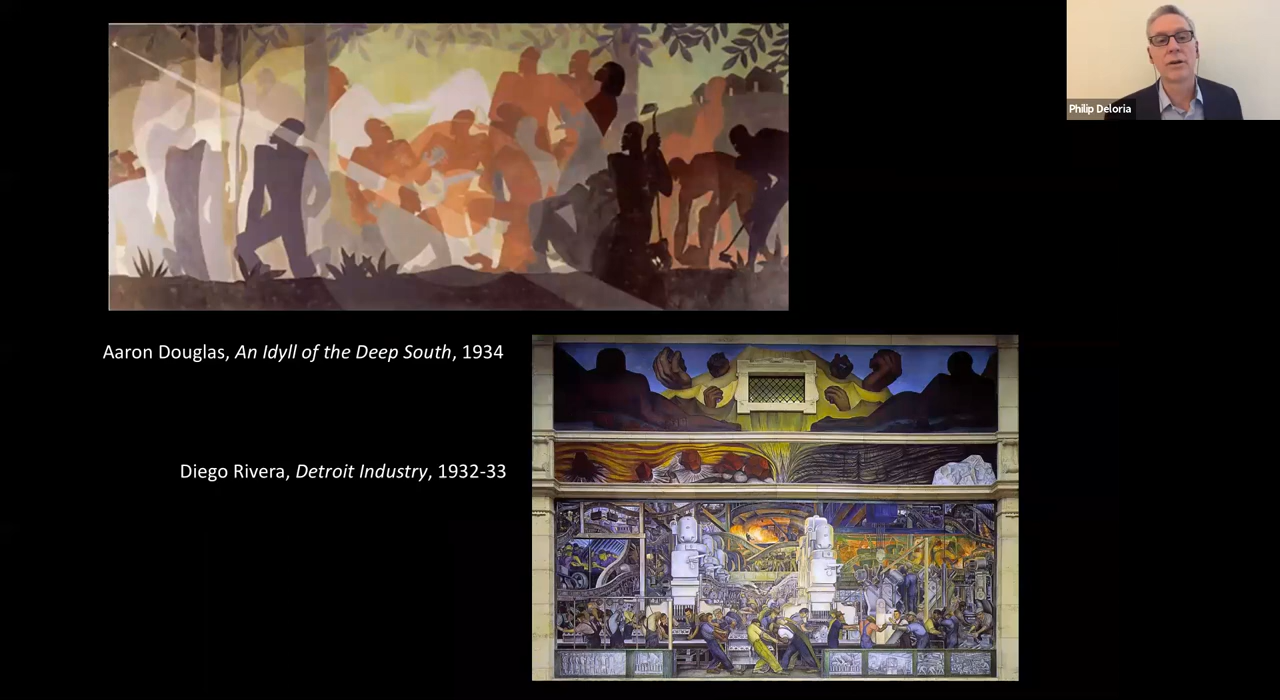 Philip Deloria
Aaron Douglas, An Idyll of the Deep South, 1934
Diego Rivera, Detroit Industry, 1932-33